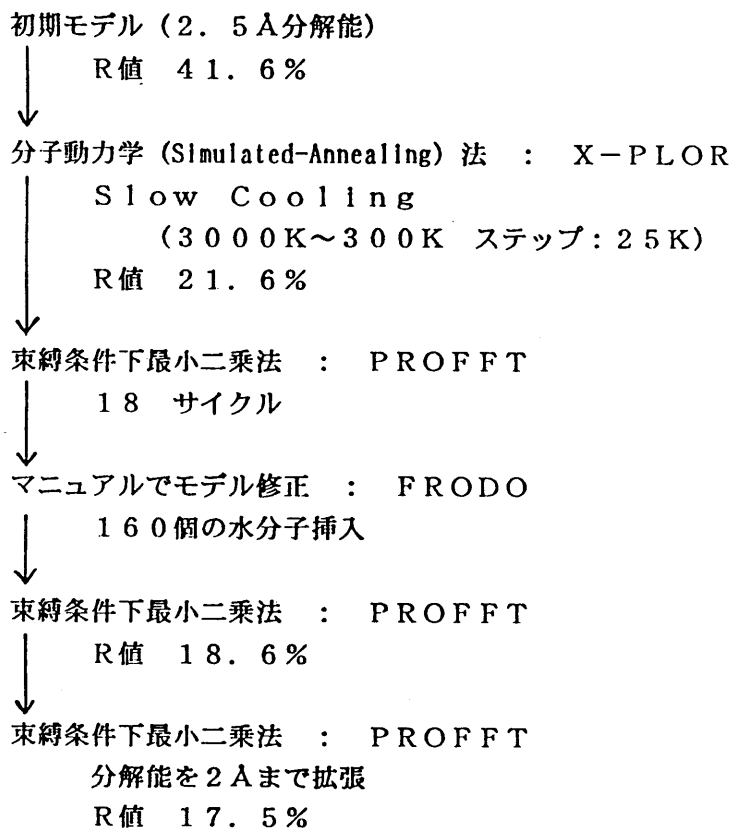 初期モデル（２．５Å分解能）
Ｒ値　４１．６％
分子動力学 (Simulated-Annealing) 法　：　Ｘ－ＰＬＯＲ
Ｓｌｏｗ　Ｃｏｏｌｉｎｇ
（３０００Ｋ～３００Ｋ　ステップ：２５Ｋ）
Ｒ値　２１．６％
束縛条件下最小二乗法　：　ＰＲＯＦＦＴ
１８　サイクル
マニュアルでモデル修正　：　ＦＲＯＤＯ
１６０個の水分子挿入
束縛条件下最小二乗法　：　ＰＲＯＦＦＴ
Ｒ値　１８．６％
束縛条件下最小二乗法　：　ＰＲＯＦＦＴ
分解能を２Åまで拡張
Ｒ値　１７．５％